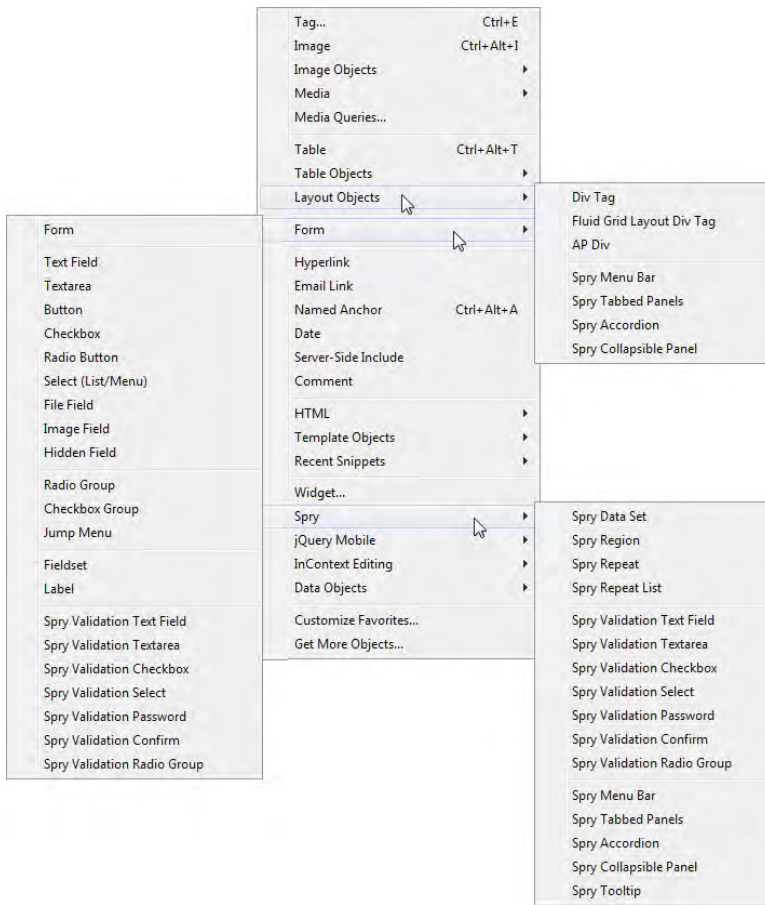 Tag... Ctrl+E
Image Ctrl+Alt+I
Image Objects
Media
Media Queries...
Table Ctrl+Alt+T
Table Objects
Layout Objects
Form
Hyperlink
Email Link
Named Anchor Ctrl+Alt+A
Date
Server-Side Include
Comment
HTML
Template Objects
Recent Snippets
Widget...
Spry
jQuery Mobile
InContext Editing
Data Objects
Customize Favorites...
Get More Objects...
Div Tag
Fluid Grid Layout Div Tag
AP Div
Spry Menu Bar
Spry Tabbed Panels
Spry Accordion
Spry Collapsible Panel
Form
Text Field
Textarea
Button
Checkbox
Radio Button
Select (List/Menu)
File Field
Image Field
Hidden Field
Radio Group
Checkbox Group
Jump Menu
Fieldset
Label
Spry Validation Text Field
Spry Validation Textarea
Spry Validation Checkbox
Spry Validation Select
Spry Validation Password
Spry Validation Confirm
Spry Validation Radio Group
Spry Data Set
Spry Region
Spry Repeat
Spry Repeat List
Spry Validation Text Field
Spry Validation Textarea
Spry Validation Checkbox
Spry Validation Select
Spry Validation Password
Spry Validation Confirm
Spry Validation Radio Group
Spry Menu Bar
Spry Tabbed Panels
Spry Accordion
Spry Collapsible Panel
Spry Tooltip